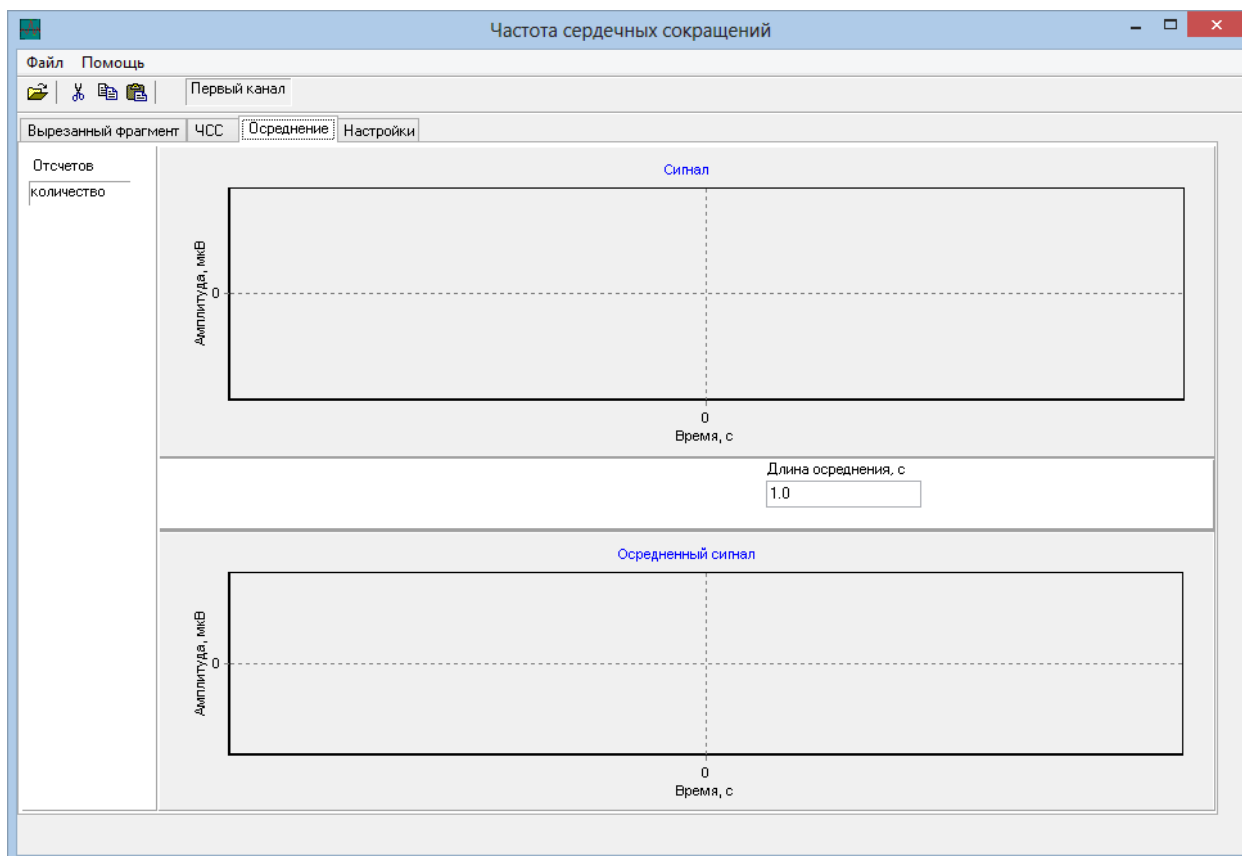 Частота сердечных сокращений
Файл Помощь
Первый канал
Вырезанный фрагмент ЧСС Осреднение Настройки
Отсчетов
количество
Сигнал
Амплитуда, мкВ
0
0
Время, с
Длина осреднения, с
1.0
Осредненный сигнал
Амплитуда, мкВ
0
0
Время, с